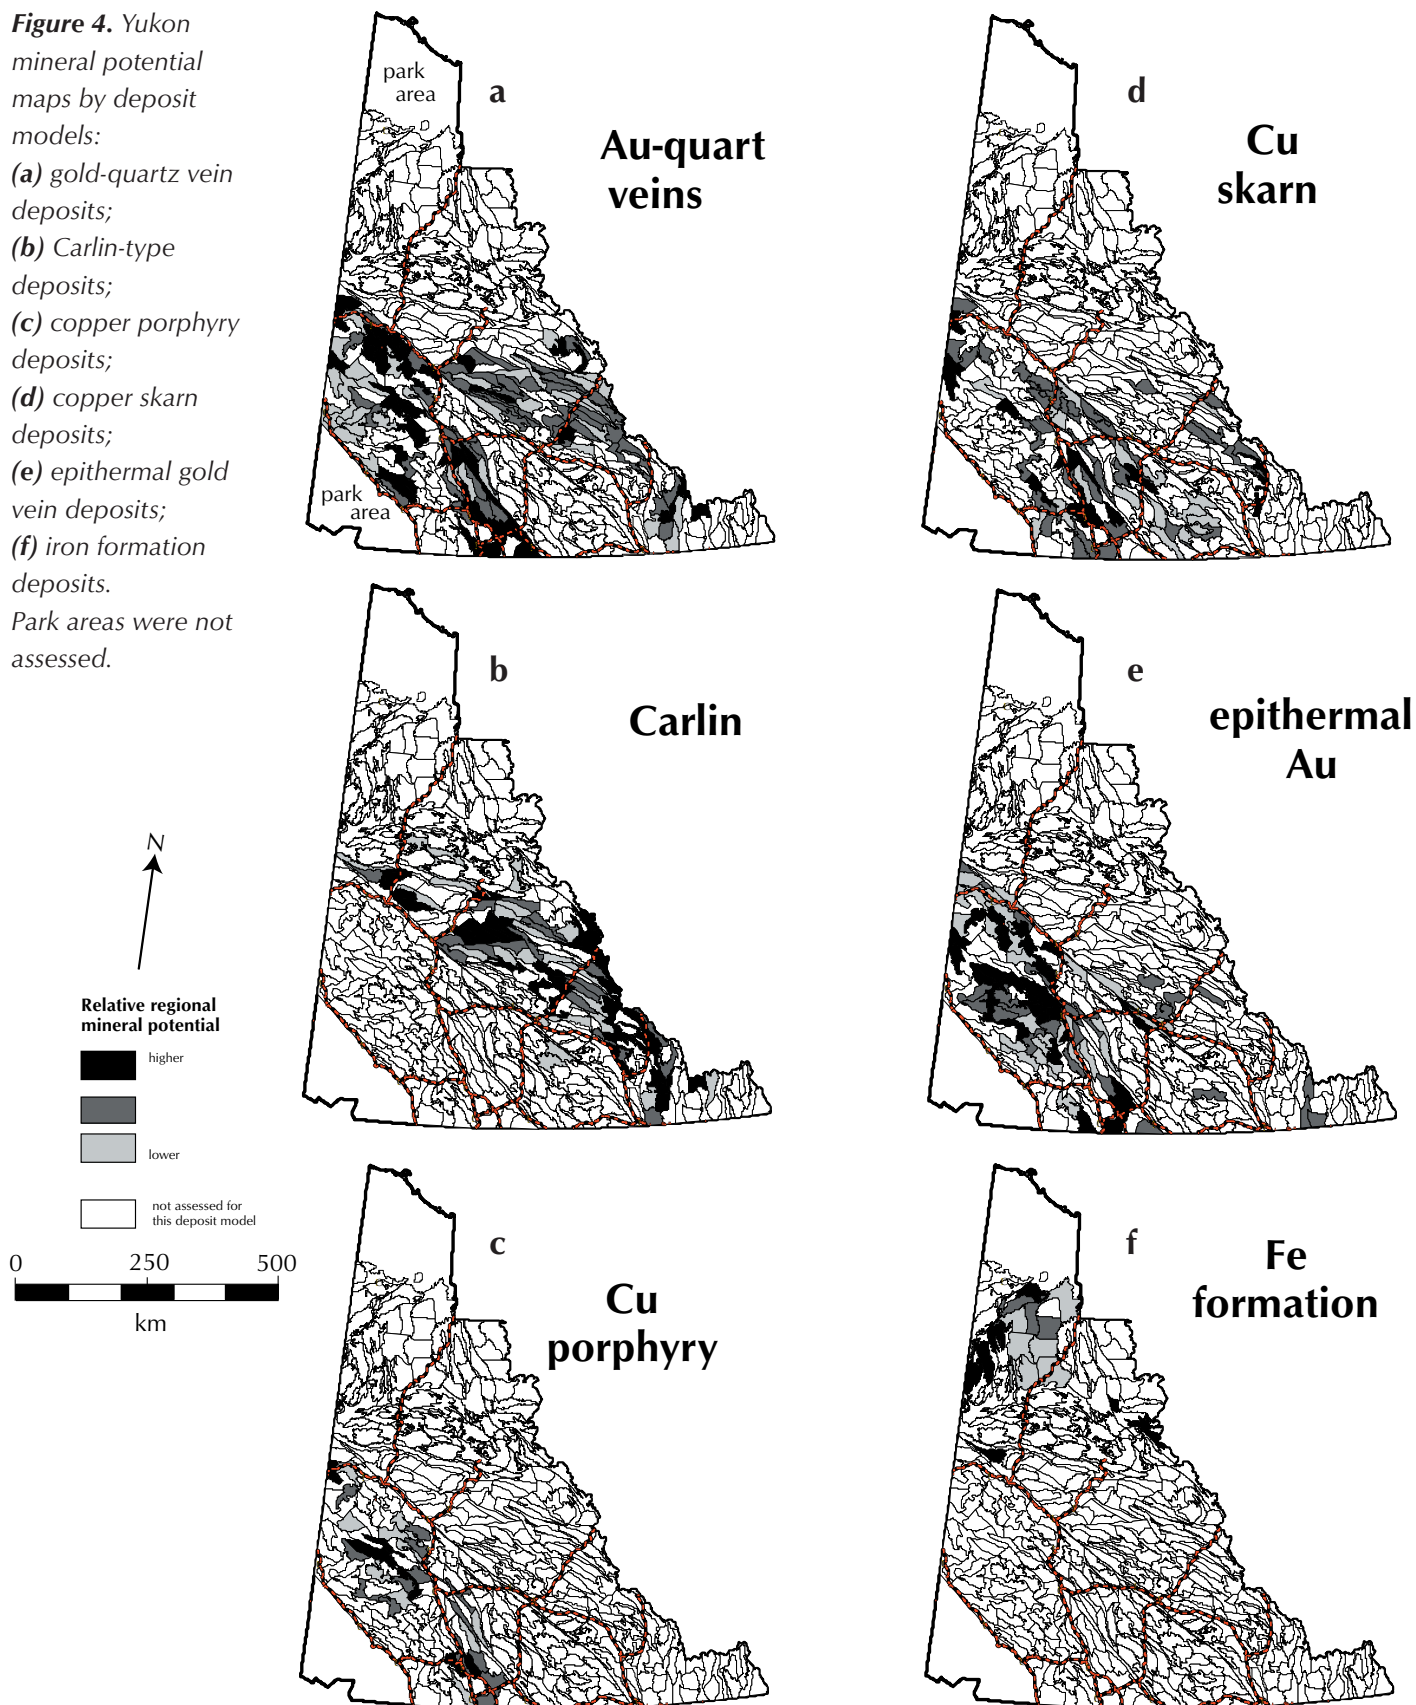 Figure 4. Yukon
mineral potential
maps by deposit
models:
(a) gold-quartz vein
deposits;
(b) Carlin-type
deposits;
(c) copper porphyry
deposits;
(d) copper skarn
deposits;
(e) epithermal gold
vein deposits;
(f) iron formation
deposits.
Park areas were not
assessed.
park
area
a
Au-quart
veins
park
area
d
Cu
skarn
b
Carlin
e
epithermal
Au
N
Relative regional
mineral potential
higher
lower
not assessed for
this deposit model
0 250 500
km
c
Cu
porphyry
f
Fe
formation